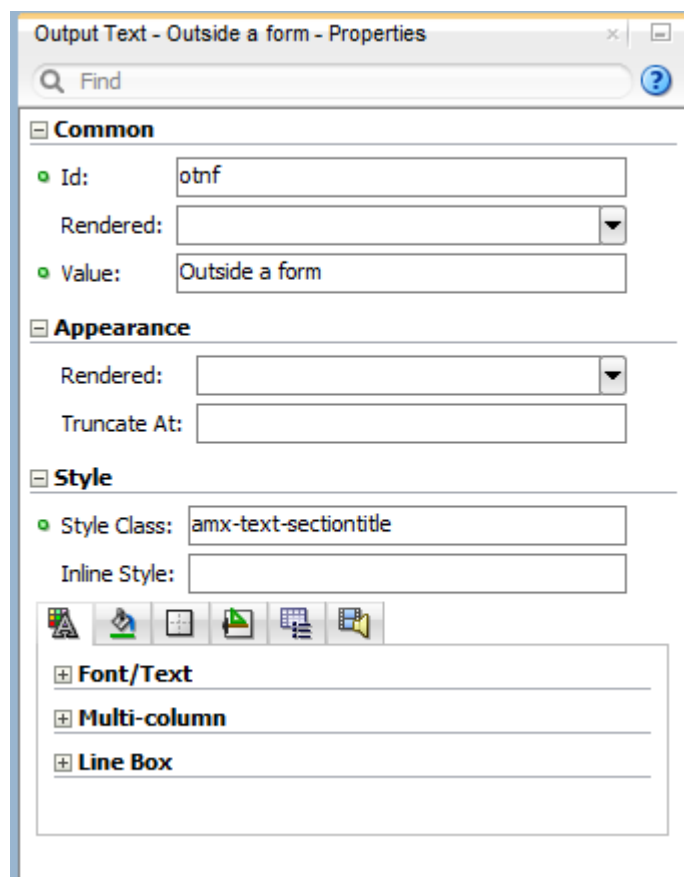 Output Text - Outside a form - Properties
Find
Common
Id: otnf
Rendered:
Value: Outside a form
Appearance
Rendered:
Truncate At:
Style
Style Class: amx-text-sectiontitle
Inline Style:
Font/Text
Multi-column
Line Box